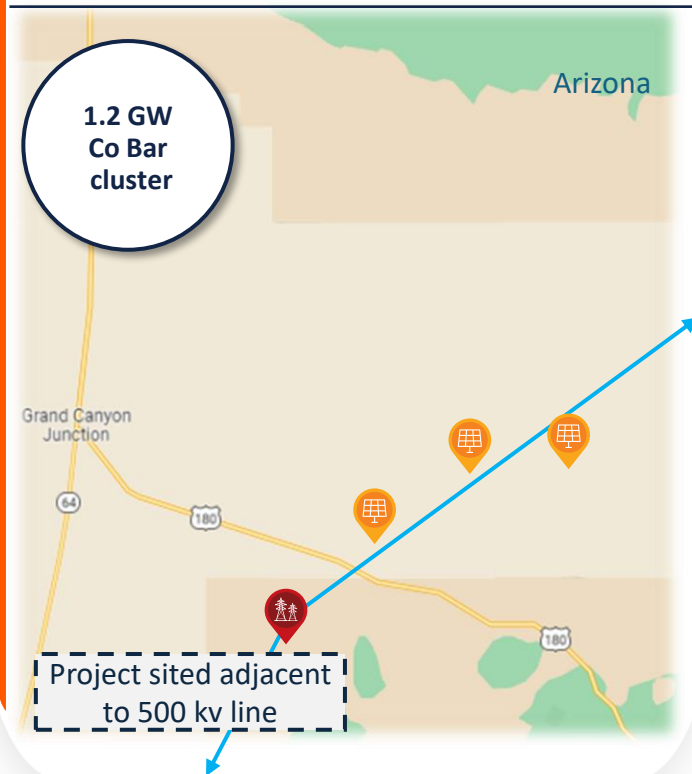 Arizona
1.2 GW
Co Bar
cluster
Grand Canyon
Junction
64
180
180
Project sited adjacent
to 500 kv line